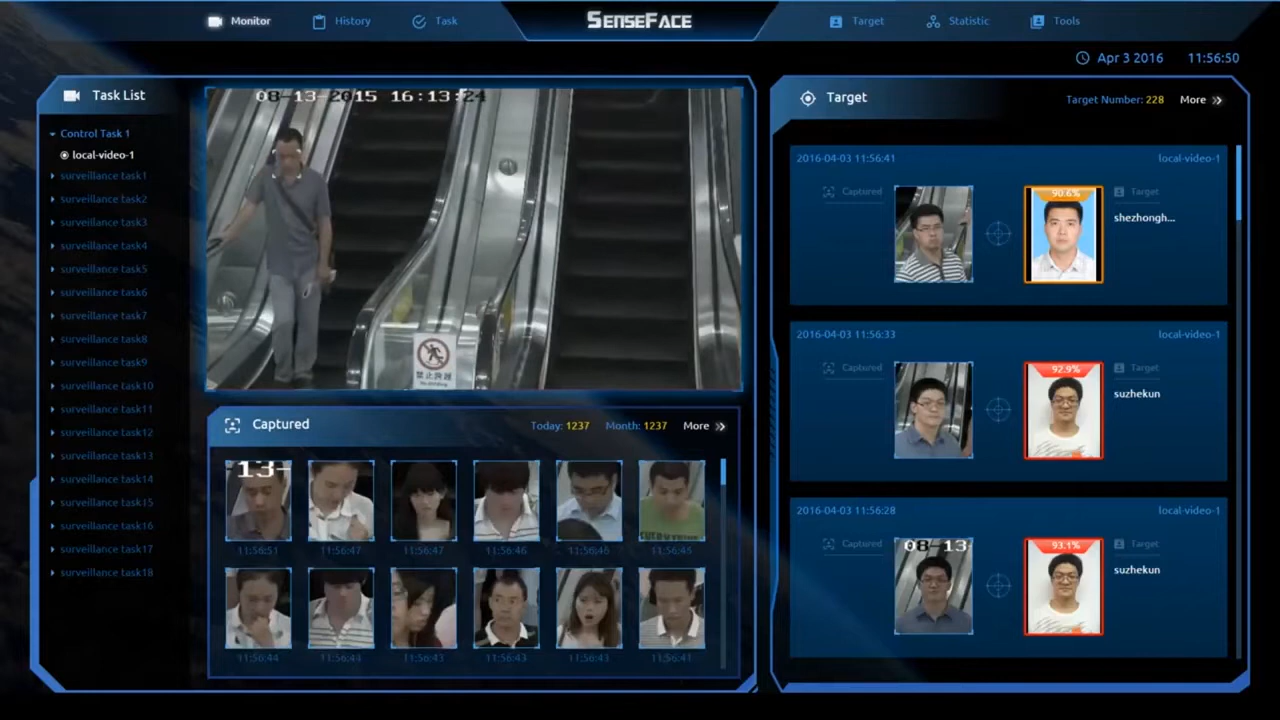 Monitor
History
Task
SENSEFACE
Target
Statistic
Tools
Apr 3 2016 11:56:50
Task List
Control Task 1
local-video-1
surveillance task1
surveillance task2
surveillance task3
surveillance task4
surveillance task5
surveillance task6
surveillance task7
surveillance task8
surveillance task9
surveillance task10
surveillance task11
surveillance task12
surveillance task13
surveillance task14
surveillance task15
surveillance task16
surveillance task17
surveillance task18
08-13-2015 16:13:24
禁止跨越
No striding
Captured
Today: 1237 Month: 1237 More
13-
11:56:51 11:56:47 11:56:47 11:56:46 11:56:46 11:56:45
11:56:44 11:56:44 11:56:43 11:56:43 11:56:43 11:56:41
Target
Target Number: 228 More
2016-04-03 11:56:41 local-video-1
Captured
90.6%
Target
shezhongh...
2016-04-03 11:56:33 local-video-1
Captured
92.9%
Target
suzhekun
2016-04-03 11:56:28 local-video-1
Captured
08-13-
93.1%
Target
suzhekun